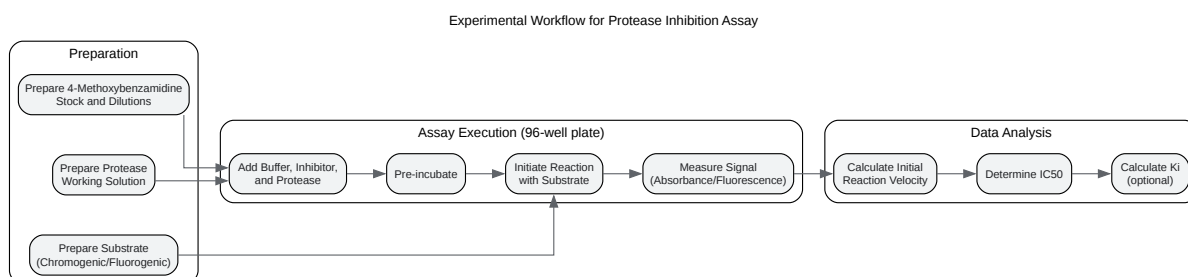 Experimental Workflow for Protease Inhibition Assay
Preparation
Prepare 4-Methoxybenzamidine
Stock and Dilutions
Prepare Protease
Working Solution
Prepare Substrate
(Chromogenic/Fluorogenic)
Assay Execution (96-well plate)
Add Buffer, Inhibitor,
and Protease
Pre-incubate
Initiate Reaction
with Substrate
Measure Signal
(Absorbance/Fluorescence)
Data Analysis
Calculate Initial
Reaction Velocity
Determine IC50
Calculate Ki
(optional)